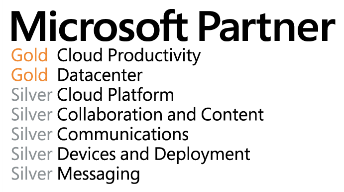 Microsoft Partner
Gold Cloud Productivity
Gold Datacenter
Silver Cloud Platform
Silver Collaboration and Content
Silver Communications
Silver Devices and Deployment
Silver Messaging